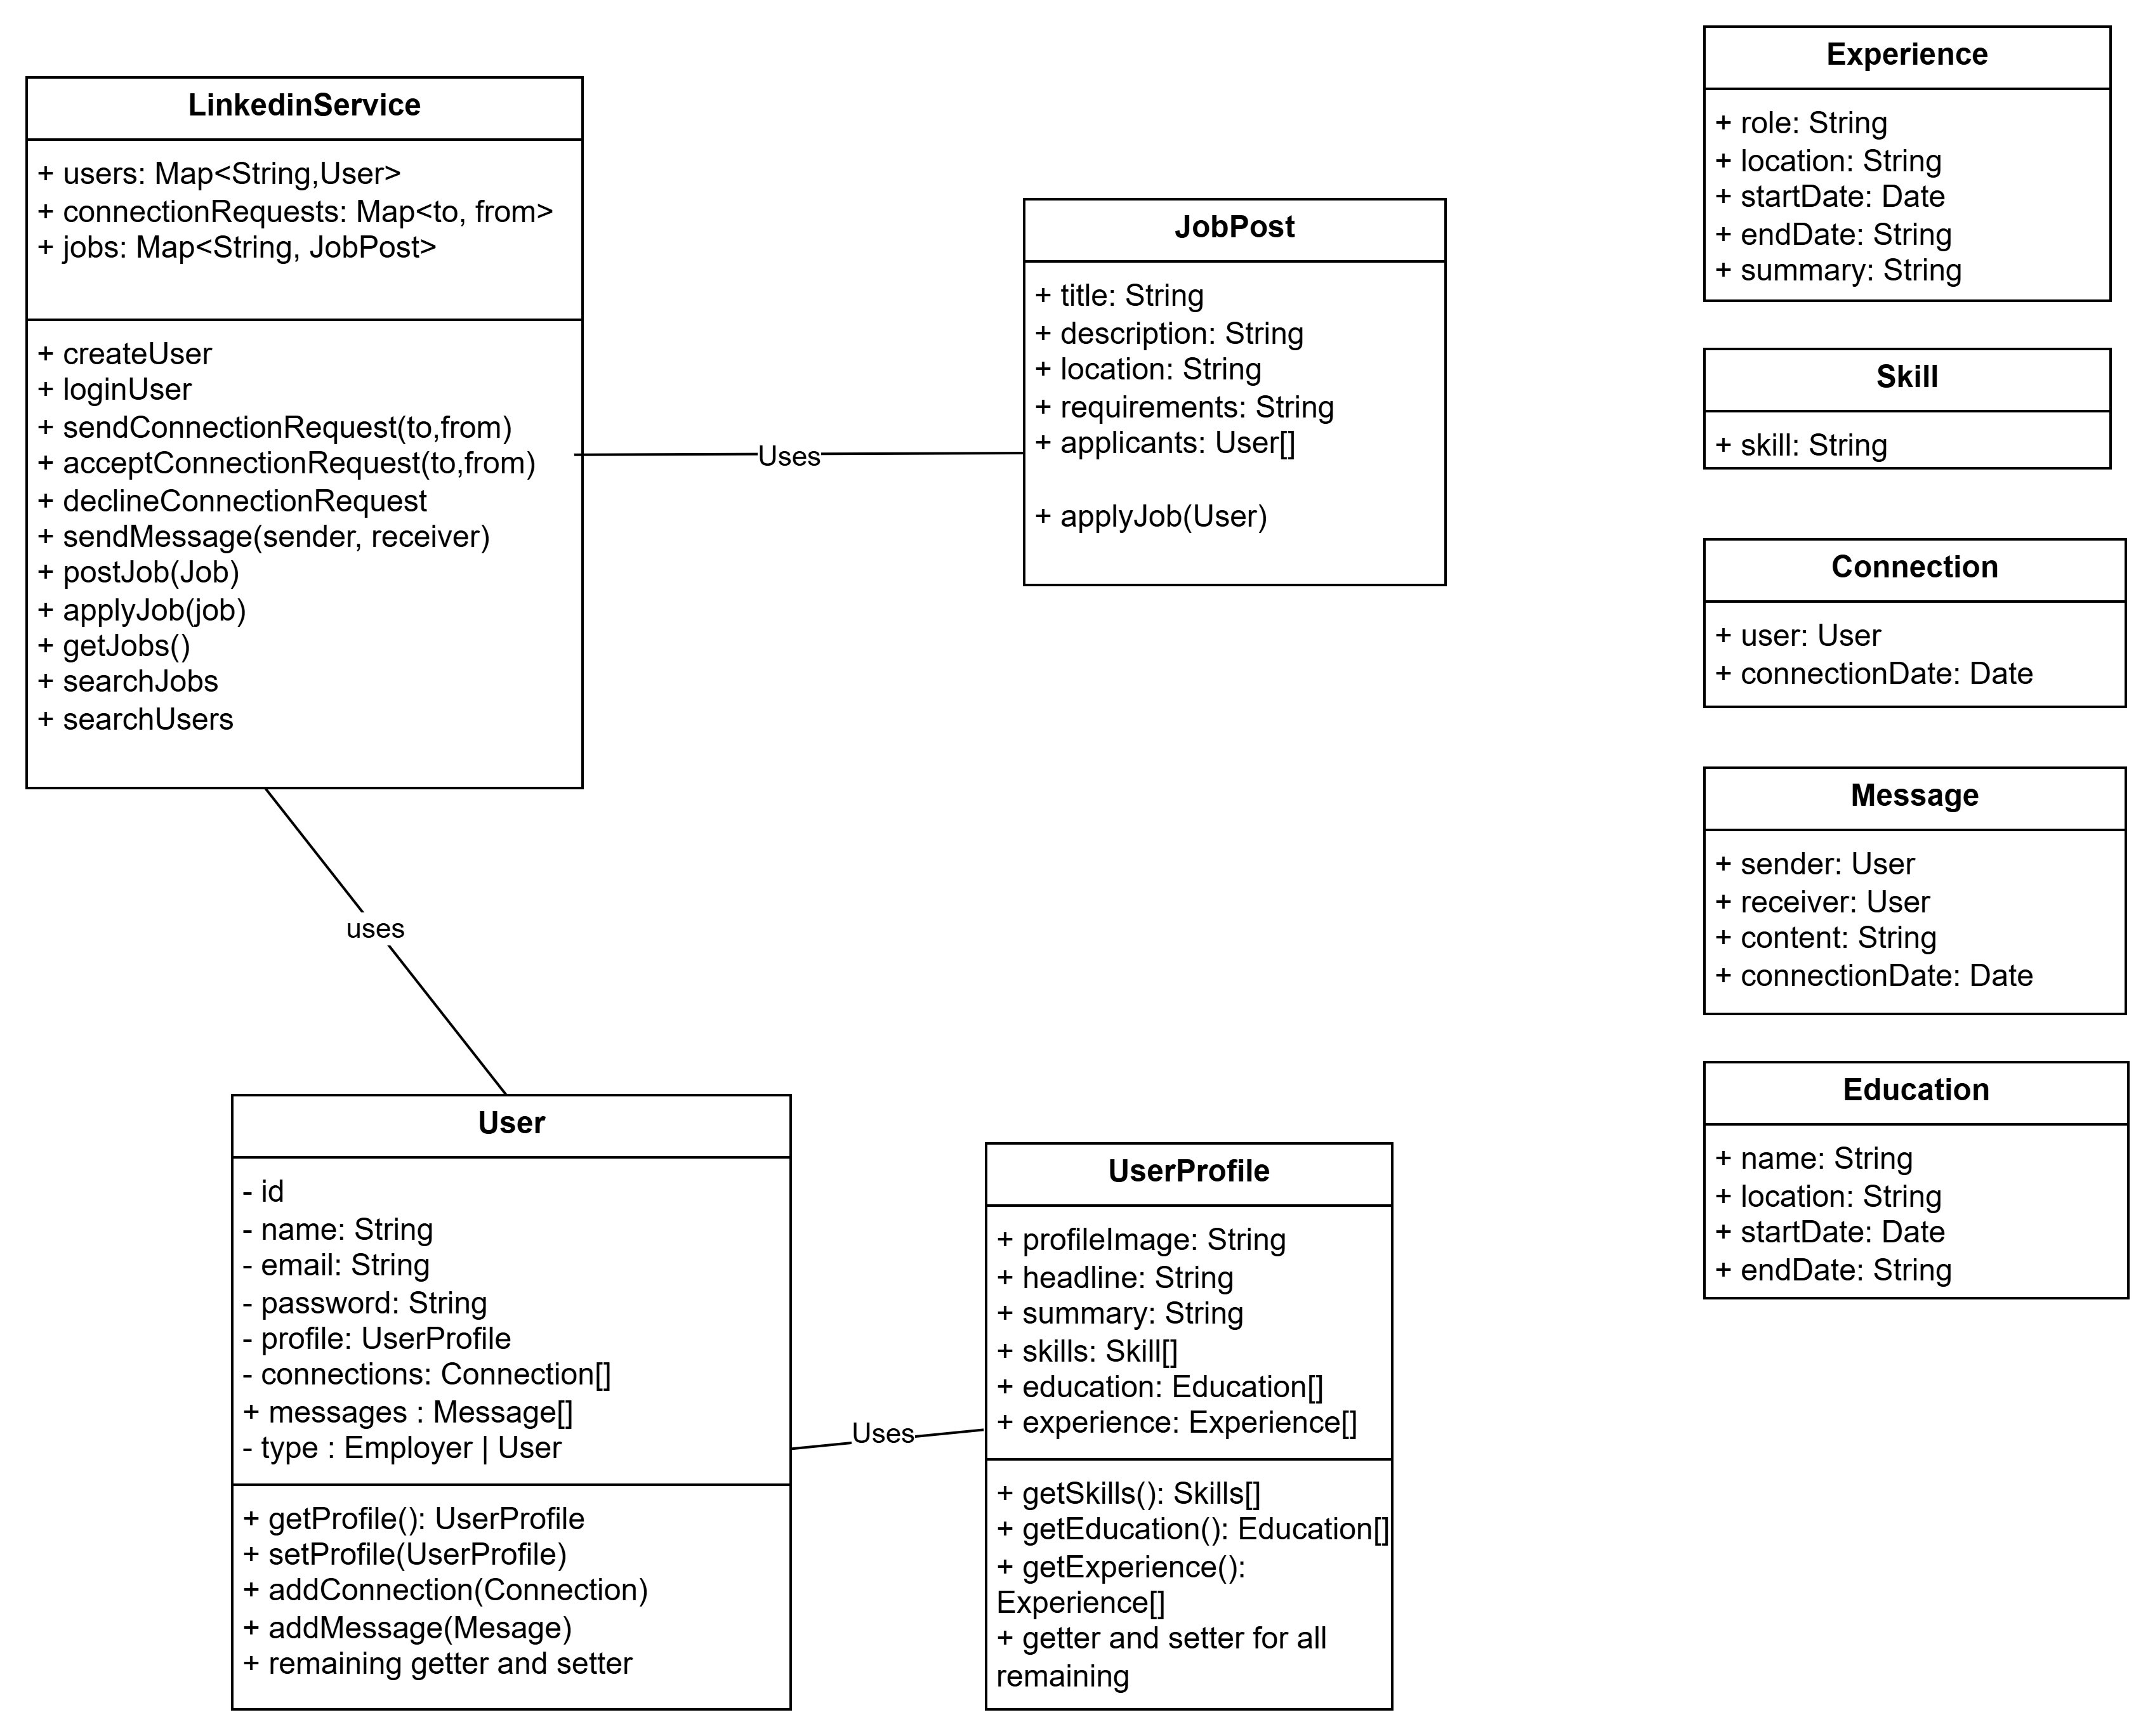 LinkedinService
+ users: Map<String,User>
+ connectionRequests: Map<to, from>
+ jobs: Map<String, JobPost>
+ createUser
+ loginUser
+ sendConnectionRequest(to,from)
+ acceptConnectionRequest(to,from)
+ declineConnectionRequest
+ sendMessage(sender, receiver)
+ postJob(Job)
+ applyJob(job)
+ getJobs()
+ searchJobs
+ searchUsers
Uses
JobPost
+ title: String
+ description: String
+ location: String
+ requirements: String
+ applicants: User[]
+ applyJob(User)
Experience
+ role: String
+ location: String
+ startDate: Date
+ endDate: String
+ summary: String
Skill
+ skill: String
Connection
+ user: User
+ connectionDate: Date
Message
+ sender: User
+ receiver: User
+ content: String
+ connectionDate: Date
Education
+ name: String
+ location: String
+ startDate: Date
+ endDate: String
uses
User
- id
- name: String
- email: String
- password: String
- profile: UserProfile
- connections: Connection[]
+ messages : Message[]
- type : Employer | User
+ getProfile(): UserProfile
+ setProfile(UserProfile)
+ addConnection(Connection)
+ addMessage(Mesage)
+ remaining getter and setter
Uses
UserProfile
+ profileImage: String
+ headline: String
+ summary: String
+ skills: Skill[]
+ education: Education[]
+ experience: Experience[]
+ getSkills(): Skills[]
+ getEducation(): Education[]
+ getExperience():
Experience[]
+ getter and setter for all
remaining